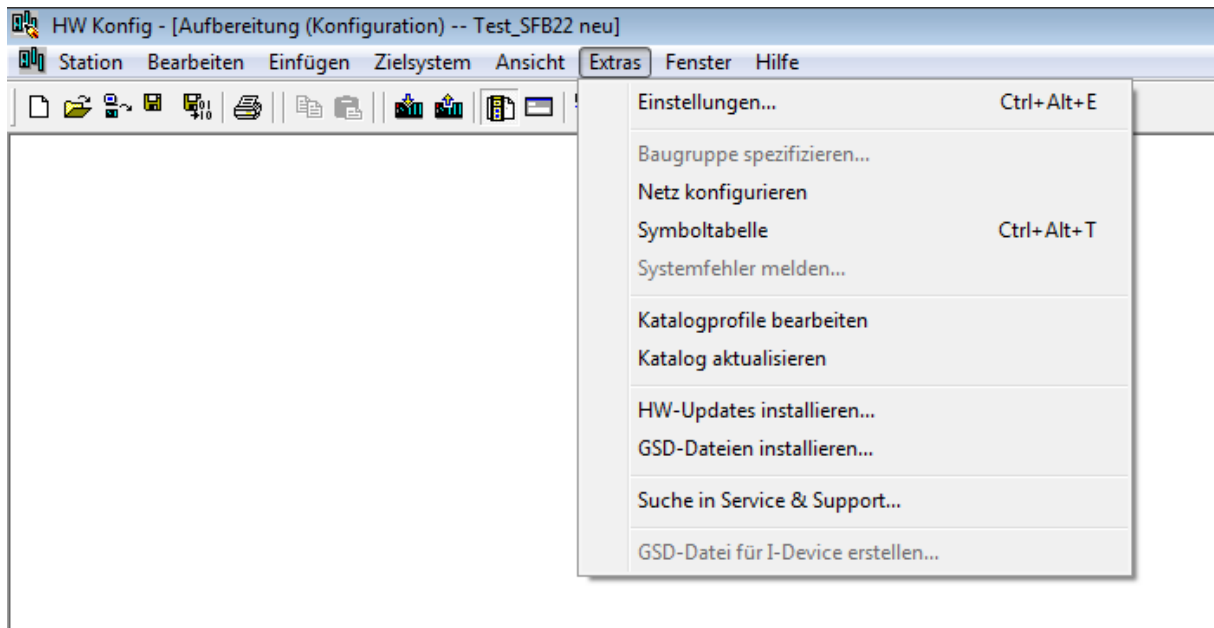 HW Konfig - [Aufbereitung (Konfiguration) -- Test_SFB22 neu]
Station Bearbeiten Einfügen Zielsystem Ansicht Extras Fenster Hilfe
Einstellungen... Ctrl+Alt+E
Baugruppe spezifizieren...
Netz konfigurieren
Symboltabelle Ctrl+Alt+T
Systemfehler melden...
Katalogprofile bearbeiten
Katalog aktualisieren
HW-Updates installieren...
GSD-Dateien installieren...
Suche in Service & Support...
GSD-Datei für I-Device erstellen...